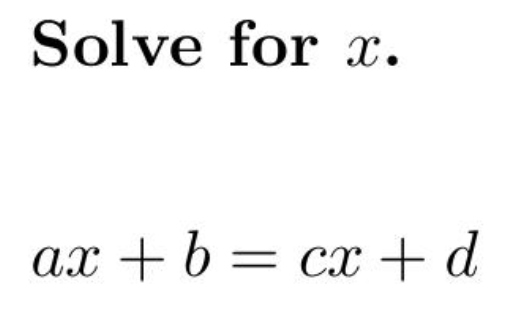 Solve for x.
ax + b = cx + d